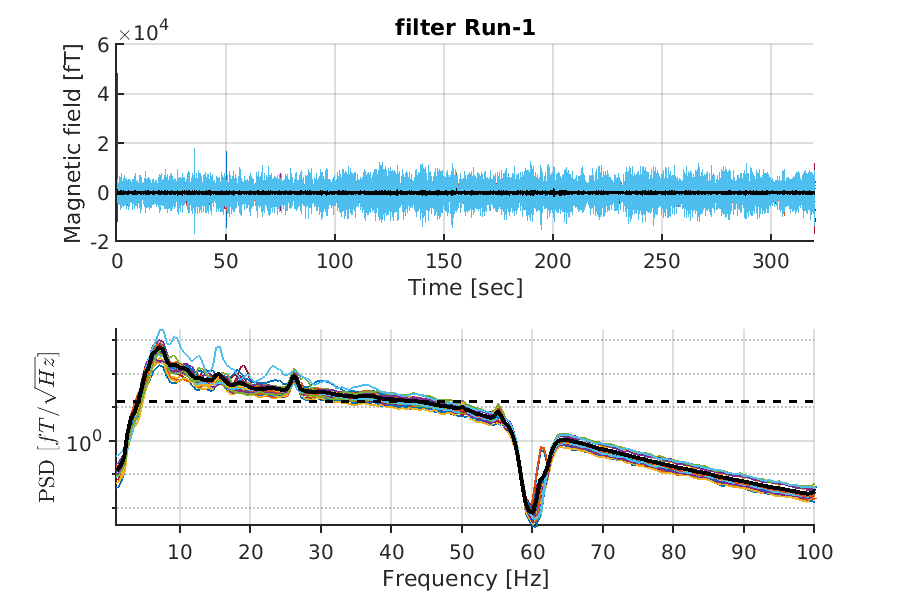 filter Run-1
×10^4
Magnetic field [fT]
6
4
2
0
-2
0 50 100 150 200 250 300
Time [sec]
PSD [fT/√Hz]
10^0
10 20 30 40 50 60 70 80 90 100
Frequency [Hz]